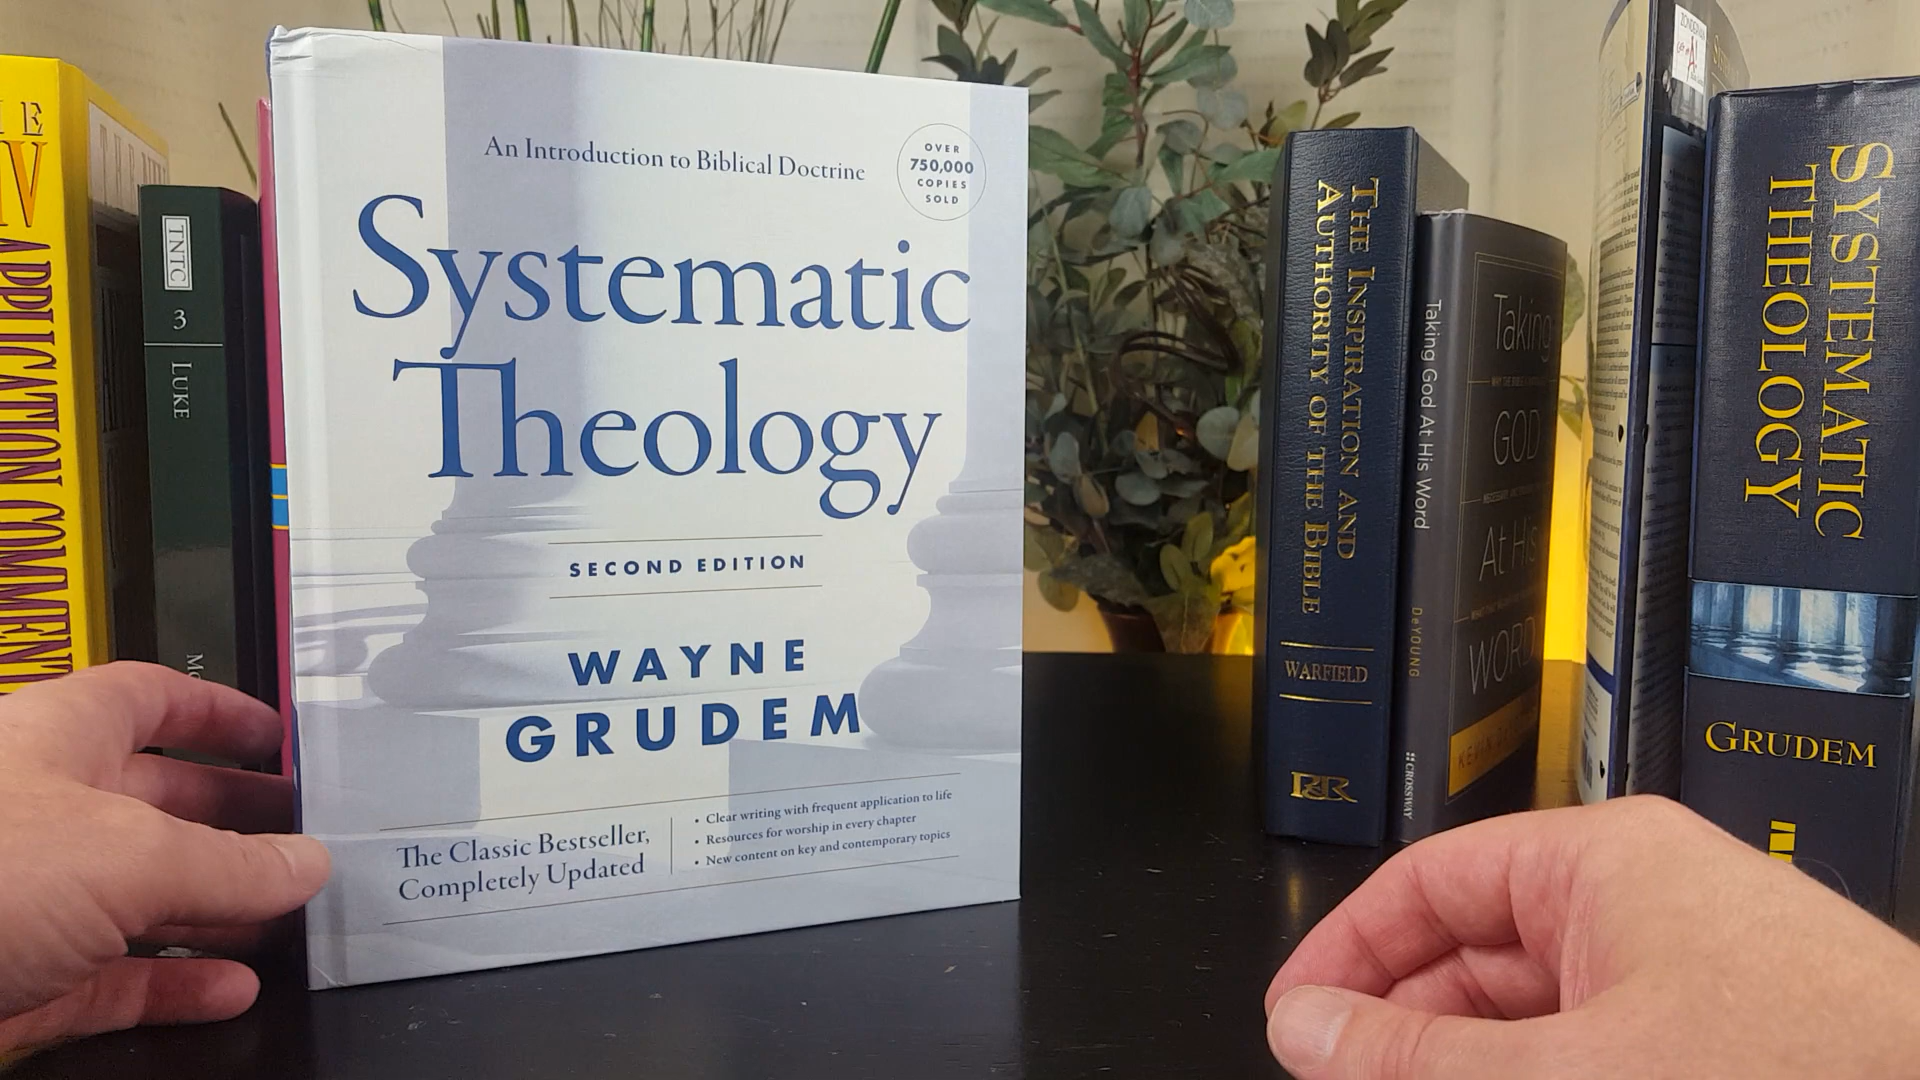 An Introduction to Biblical Doctrine
OVER
750,000
COPIES
SOLD
Systematic
Theology
SECOND EDITION
WAYNE
GRUDEM
The Classic Bestseller,
Completely Updated
• Clear writing with frequent application to life
• Resources for worship in every chapter
• New content on key and contemporary topics
IV
APPLICATION COMMENT
TNTC
3
LUKE
THE INSPIRATION AND
AUTHORITY OF THE BIBLE
WARFIELD
P&R
Taking God At His Word
DeYOUNG
CROSSWAY
Taking
GOD
At His
WORD
ZONDERVAN
SYSTEMATIC
THEOLOGY
GRUDEM